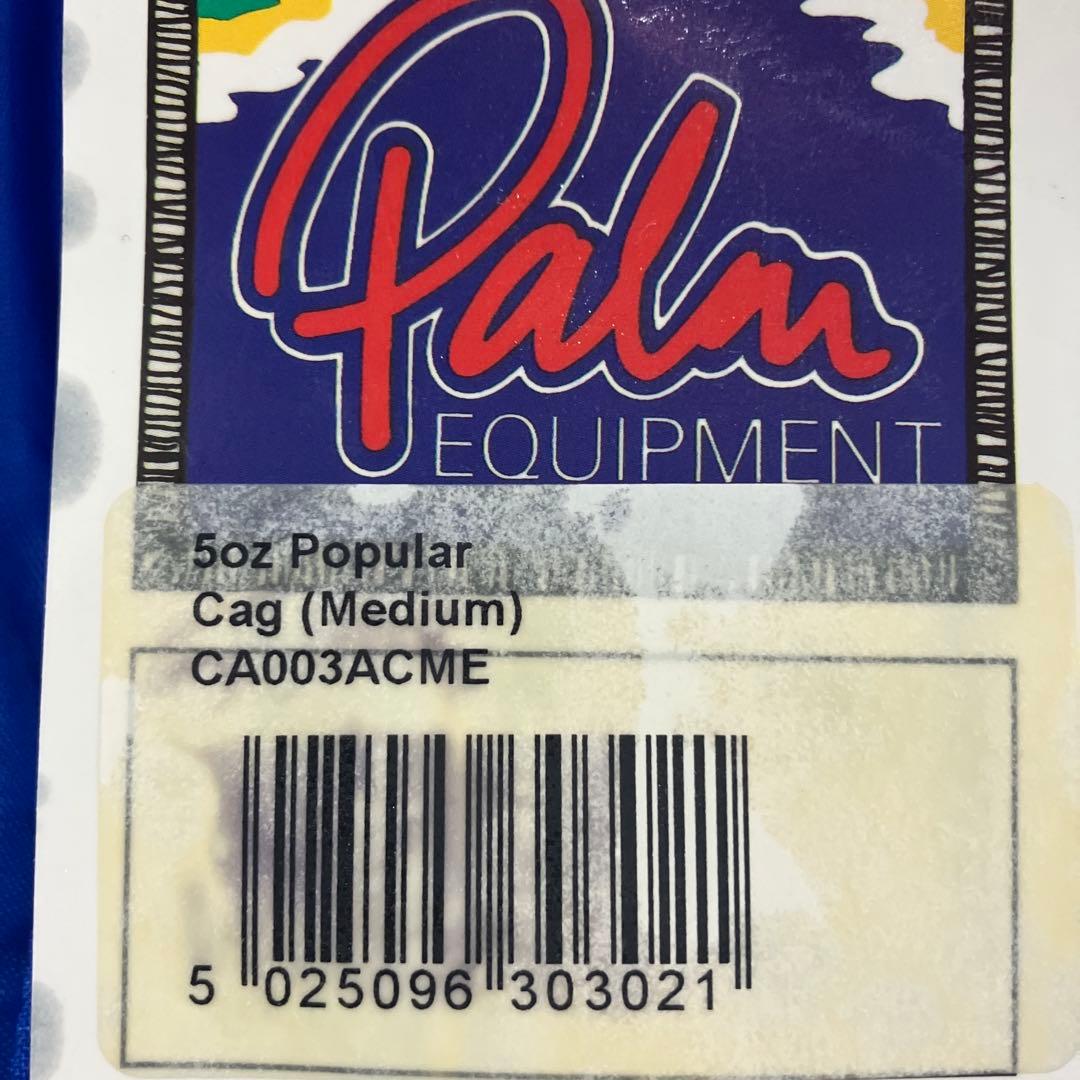 Palm
EQUIPMENT
5oz Popular
Cag (Medium)
CA003ACME
5 025096 303021